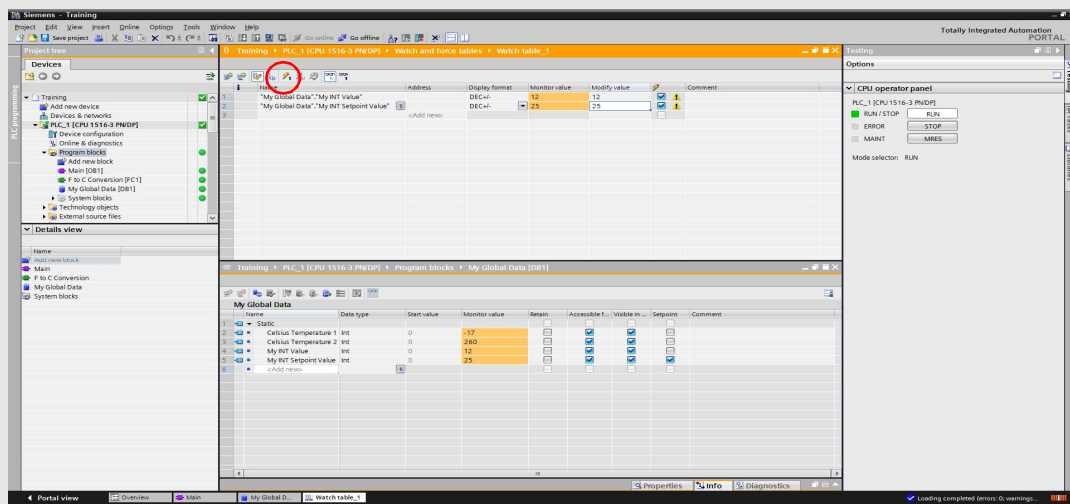 Siemens - Training
Project Edit View Insert Online Options Tools Window Help
Save project Go online Go offline
Totally Integrated Automation
PORTAL
Project tree
Training PLC_1 [CPU 1516-3 PN/DP] Watch and force tables Watch table_1
Testing
Devices
Options
PLC programming
Testing
i Name Address Display format Monitor value Modify value Comment
CPU operator panel
1 "My Global Data"."My INT Value" DEC+/- 12 12
2 "My Global Data"."My INT Setpoint Value" DEC+/- 25 25
3 <Add new>
PLC_1 [CPU 1516-3 PN/DP]
RUN / STOP RUN
ERROR STOP
MAINT MRES
Mode selector: RUN
Training
Add new device
Devices & networks
PLC_1 [CPU 1516-3 PN/DP]
Device configuration
Online & diagnostics
Program blocks
Add new block
Main [OB1]
F to C Conversion [FC1]
My Global Data [DB1]
System blocks
Technology objects
External source files
Details view
Name
Add new block
Main
F to C Conversion
My Global Data
System blocks
Training PLC_1 [CPU 1516-3 PN/DP] Program blocks My Global Data [DB1]
My Global Data
Name Data type Start value Monitor value Retain Accessible f... Visible in ... Setpoint Comment
1 Static
2 Celsius Temperature 1 Int 0 -17
3 Celsius Temperature 2 Int 0 260
4 My INT Value Int 0 12
5 My INT Setpoint Value Int 0 25
6 <Add new>
Properties Info Diagnostics
Portal view Overview Main My Global D... Watch table_1
Loading completed (errors: 0; warnings...